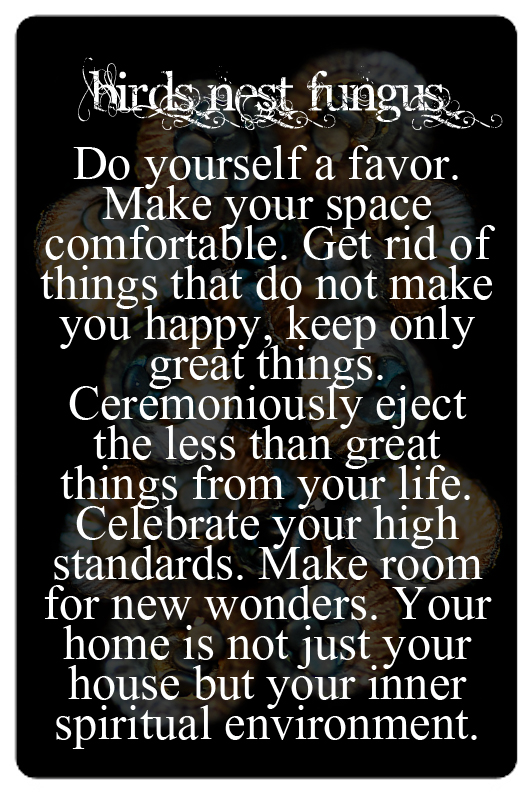 birds nest fungus
Do yourself a favor.
Make your space
comfortable. Get rid of
things that do not make
you happy, keep only
great things.
Ceremoniously eject
the less than great
things from your life.
Celebrate your high
standards. Make room
for new wonders. Your
home is not just your
house but your inner
spiritual environment.